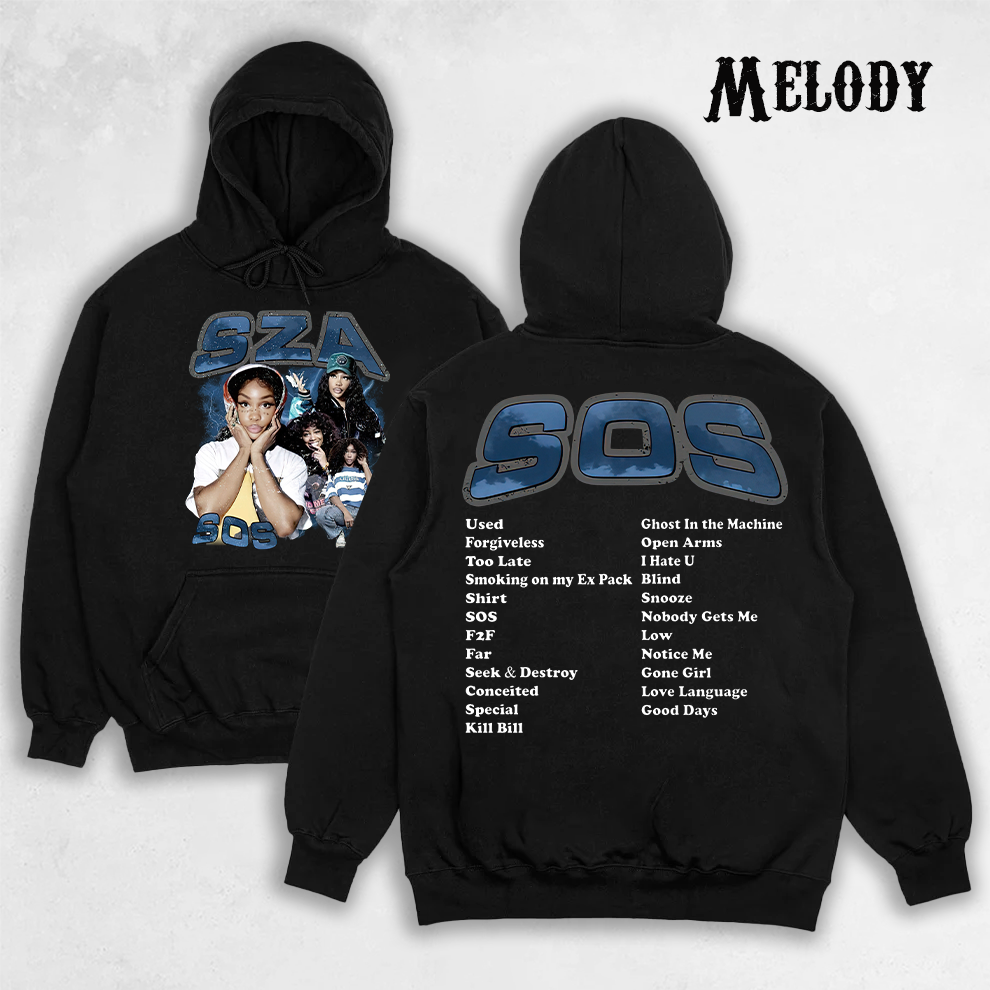 MELODY
SZA
SOS
SOS
Used
Forgiveless
Too Late
Smoking on my Ex Pack
Shirt
SOS
F2F
Far
Seek & Destroy
Conceited
Special
Kill Bill
Ghost In the Machine
Open Arms
I Hate U
Blind
Snooze
Nobody Gets Me
Low
Notice Me
Gone Girl
Love Language
Good Days